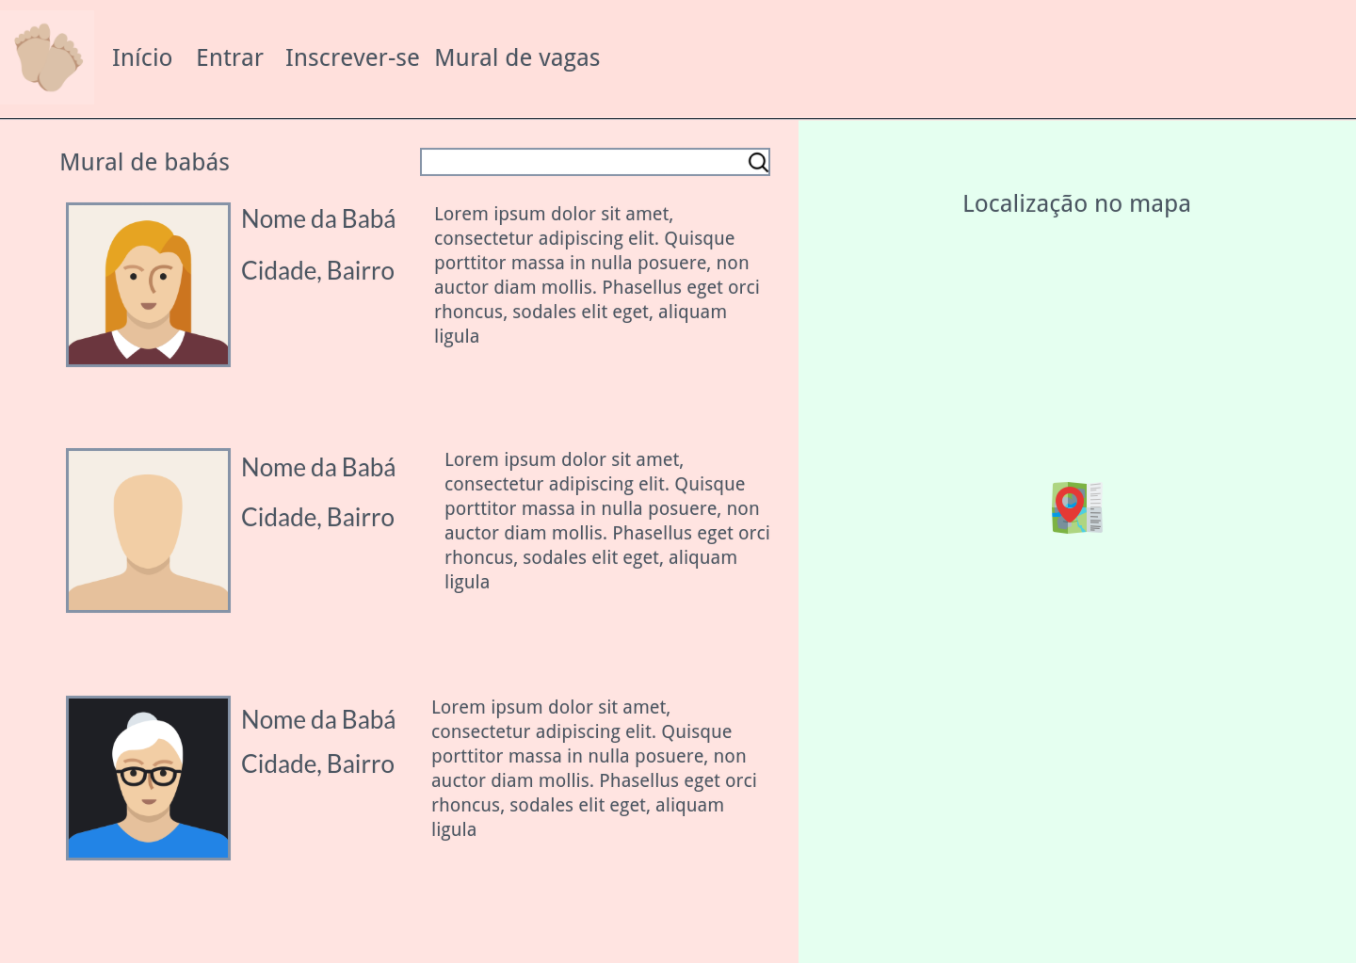 Início Entrar Inscrever-se Mural de vagas
Mural de babás
Localização no mapa
Nome da Babá
Cidade, Bairro
Lorem ipsum dolor sit amet,
consectetur adipiscing elit. Quisque
porttitor massa in nulla posuere, non
auctor diam mollis. Phasellus eget orci
rhoncus, sodales elit eget, aliquam
ligula
Nome da Babá
Cidade, Bairro
Lorem ipsum dolor sit amet,
consectetur adipiscing elit. Quisque
porttitor massa in nulla posuere, non
auctor diam mollis. Phasellus eget orci
rhoncus, sodales elit eget, aliquam
ligula
Nome da Babá
Cidade, Bairro
Lorem ipsum dolor sit amet,
consectetur adipiscing elit. Quisque
porttitor massa in nulla posuere, non
auctor diam mollis. Phasellus eget orci
rhoncus, sodales elit eget, aliquam
ligula